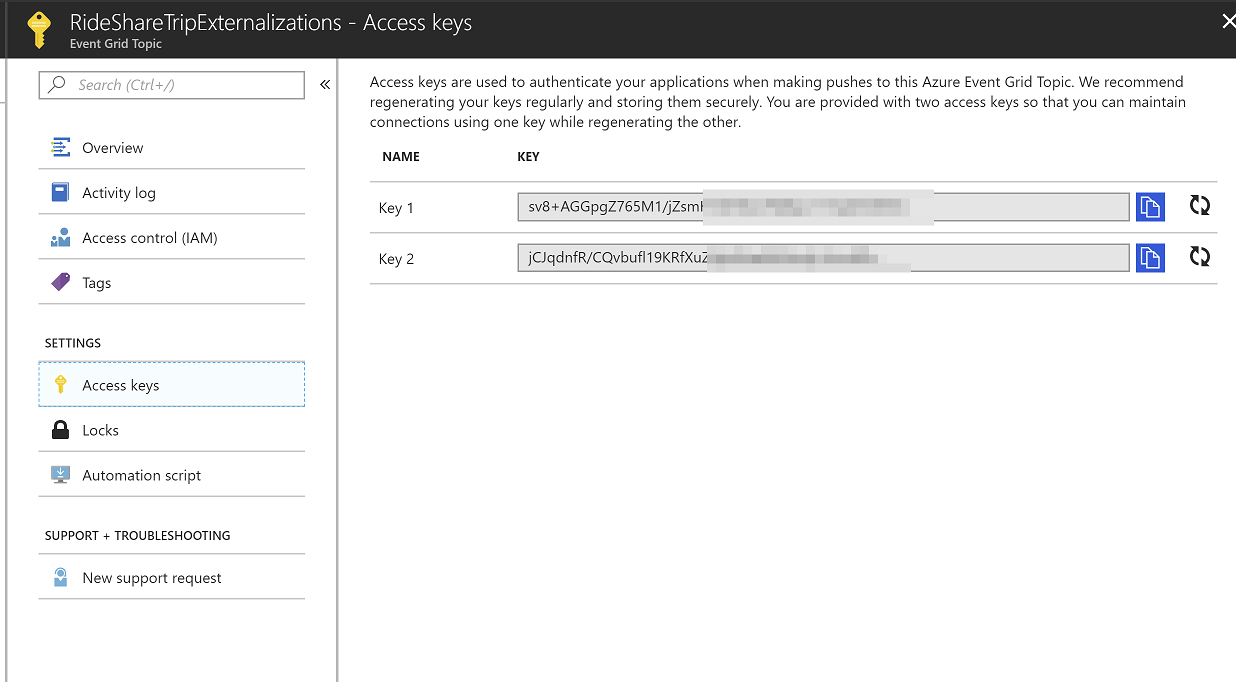 RideShareTripExternalizations - Access keys
Event Grid Topic
Search (Ctrl+/)
Overview
Activity log
Access control (IAM)
Tags
SETTINGS
Access keys
Locks
Automation script
SUPPORT + TROUBLESHOOTING
New support request
Access keys are used to authenticate your applications when making pushes to this Azure Event Grid Topic. We recommend
regenerating your keys regularly and storing them securely. You are provided with two access keys so that you can maintain
connections using one key while regenerating the other.
NAME KEY
Key 1 sv8+AGGpgZ765M1/jZsm
Key 2 jCJqdnfR/CQvbufl19KRfXuZ